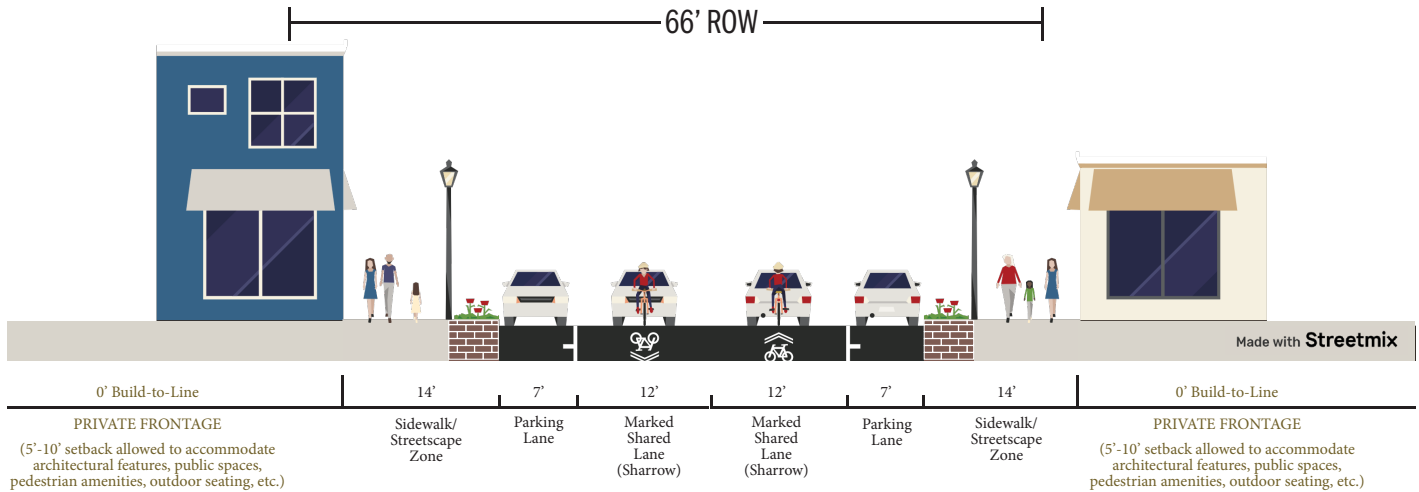 66’ ROW
Made with Streetmix
0’ Build-to-Line
14’
7’
12’
12’
7’
14’
0’ Build-to-Line
PRIVATE FRONTAGE
(5’-10’ setback allowed to accommodate
architectural features, public spaces,
pedestrian amenities, outdoor seating, etc.)
Sidewalk/
Streetscape
Zone
Parking
Lane
Marked
Shared
Lane
(Sharrow)
Marked
Shared
Lane
(Sharrow)
Parking
Lane
Sidewalk/
Streetscape
Zone
PRIVATE FRONTAGE
(5’-10’ setback allowed to accommodate
architectural features, public spaces,
pedestrian amenities, outdoor seating, etc.)